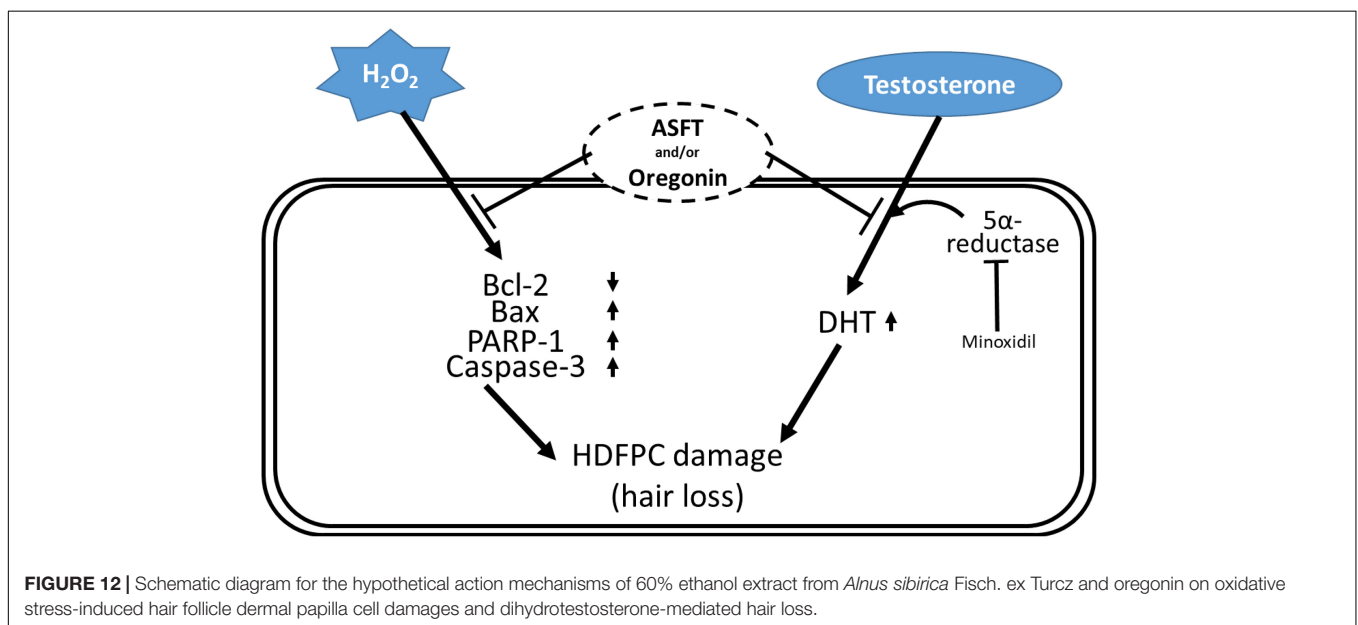 H₂O₂
Testosterone
ASFT
and/or
Oregonin
5α-
reductase
Bcl-2
Bax
PARP-1
Caspase-3
DHT
Minoxidil
HDFPC damage
(hair loss)
FIGURE 12 | Schematic diagram for the hypothetical action mechanisms of 60% ethanol extract from Alnus sibirica Fisch. ex Turcz and oregonin on oxidative
stress-induced hair follicle dermal papilla cell damages and dihydrotestosterone-mediated hair loss.